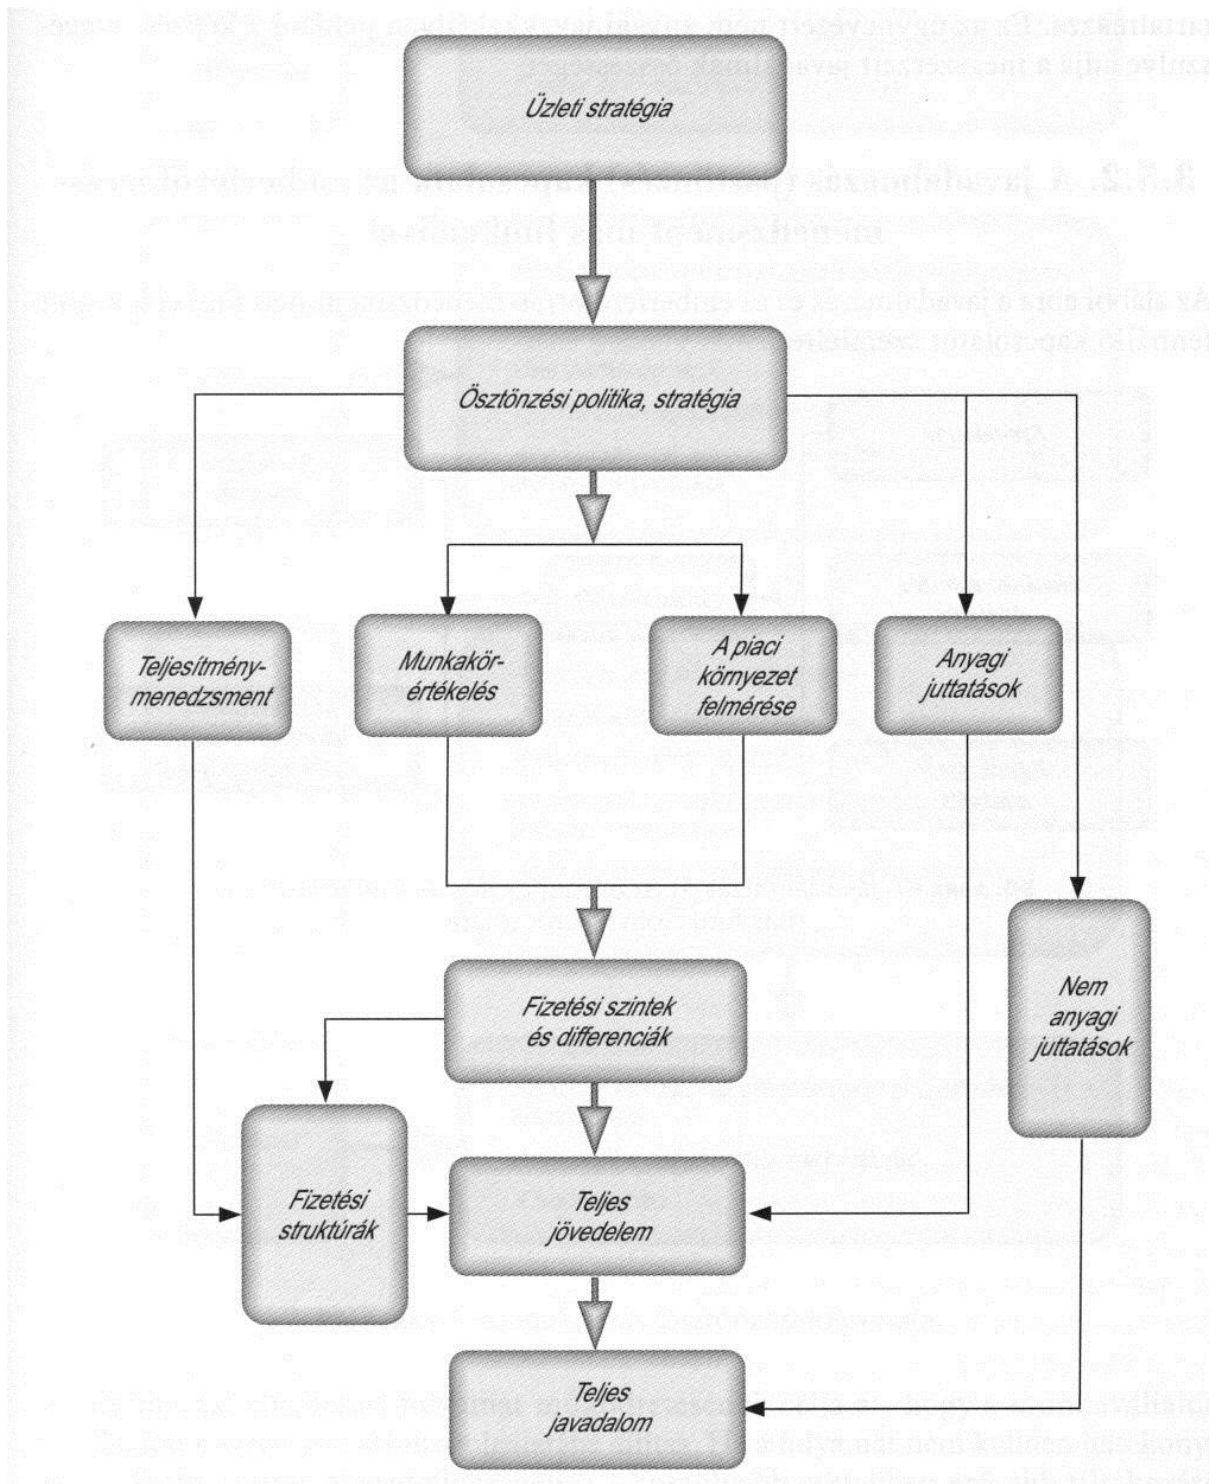 Üzleti stratégia
Ösztönzési politika, stratégia
Teljesítmény-
menedzsment
Munkakör-
értékelés
A piaci
környezet
felmérése
Anyagi
juttatások
Fizetési szintek
és differenciák
Nem
anyagi
juttatások
Fizetési
struktúrák
Teljes
jövedelem
Teljes
javadalom